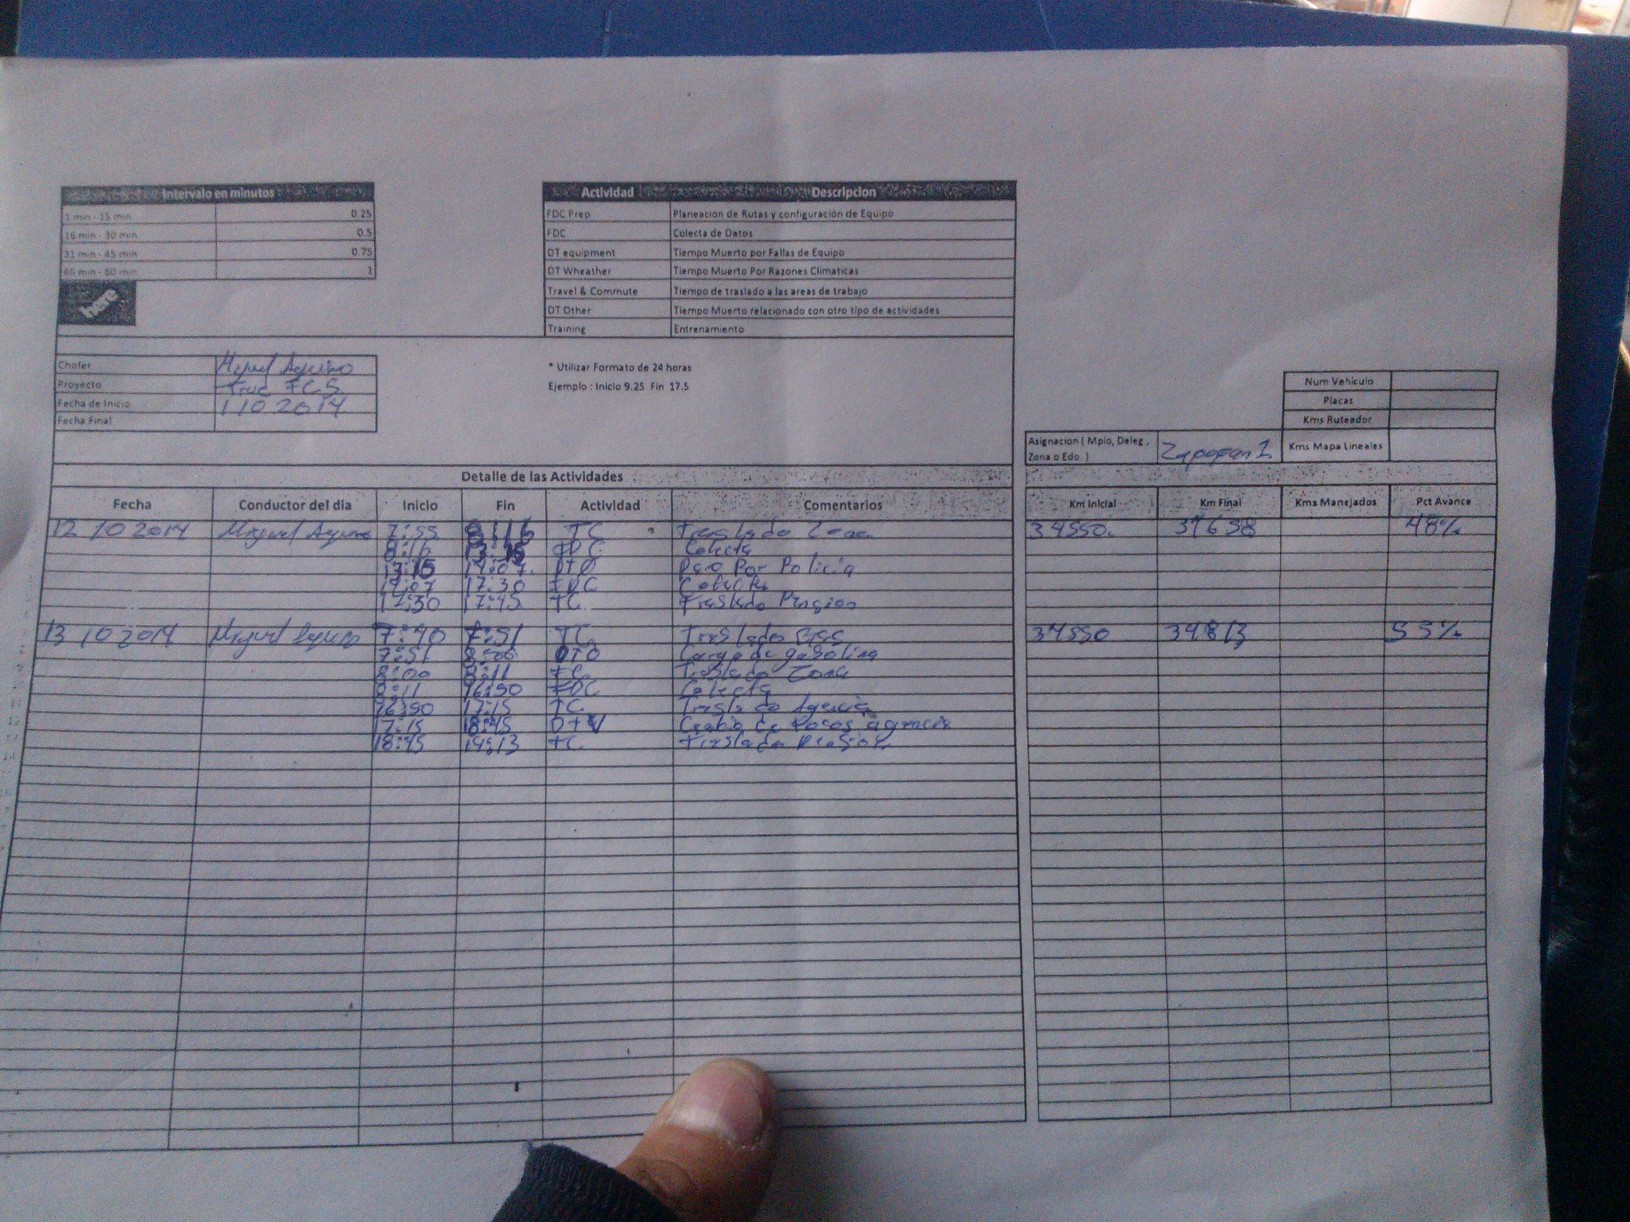 Intervalo en minutos
1 min - 15 min 0.25
16 min - 30 min 0.5
31 min - 45 min 0.75
46 min - 60 min 1
here
Actividad Descripcion
FDC Prep Planeacion de Rutas y configuración de Equipo
FDC Colecta de Datos
DT equipment Tiempo Muerto por Fallas de Equipo
DT Wheather Tiempo Muerto Por Razones Climaticas
Travel & Commute Tiempo de traslado a las areas de trabajo
DT Other Tiempo Muerto relacionado con otro tipo de actividades
Training Entrenamiento
Chofer Miguel Aquino
Proyecto True FCS
Fecha de Inicio 1 10 2014
Fecha Final
* Utilizar Formato de 24 horas
Ejemplo : Inicio 9.25 Fin 17.5
Num Vehículo
Placas
Kms Ruteador
Kms Mapa Lineales
Asignacion ( Mpio, Deleg,
Zona o Edo. ) Zapopan 1
Detalle de las Actividades
Fecha Conductor del dia Inicio Fin Actividad Comentarios Km Inicial Km Final Kms Manejados Pct Avance
12 10 2014 Miguel Aquino 7:55 8:16 TC Traslado Zona 34550 48%
8:16 13:15 FDC Colecta
13:15 14:07 DTO Paro Por Policia
14:07 17:30 FDC Colecta
17:30 17:45 TC Traslado Pension
13 10 2014 Miguel Aquino 7:40 7:51 TC Traslado 34550 34813 55%
7:51 8:00 DTO Carga de gasolina
8:00 8:11 TC Traslado Zona
8:11 16:50 FDC Colecta
16:50 17:15 TC Traslado Agencia
17:15 18:45 DTV Cambio de focos agencia
18:45 19:13 TC Traslado Pension